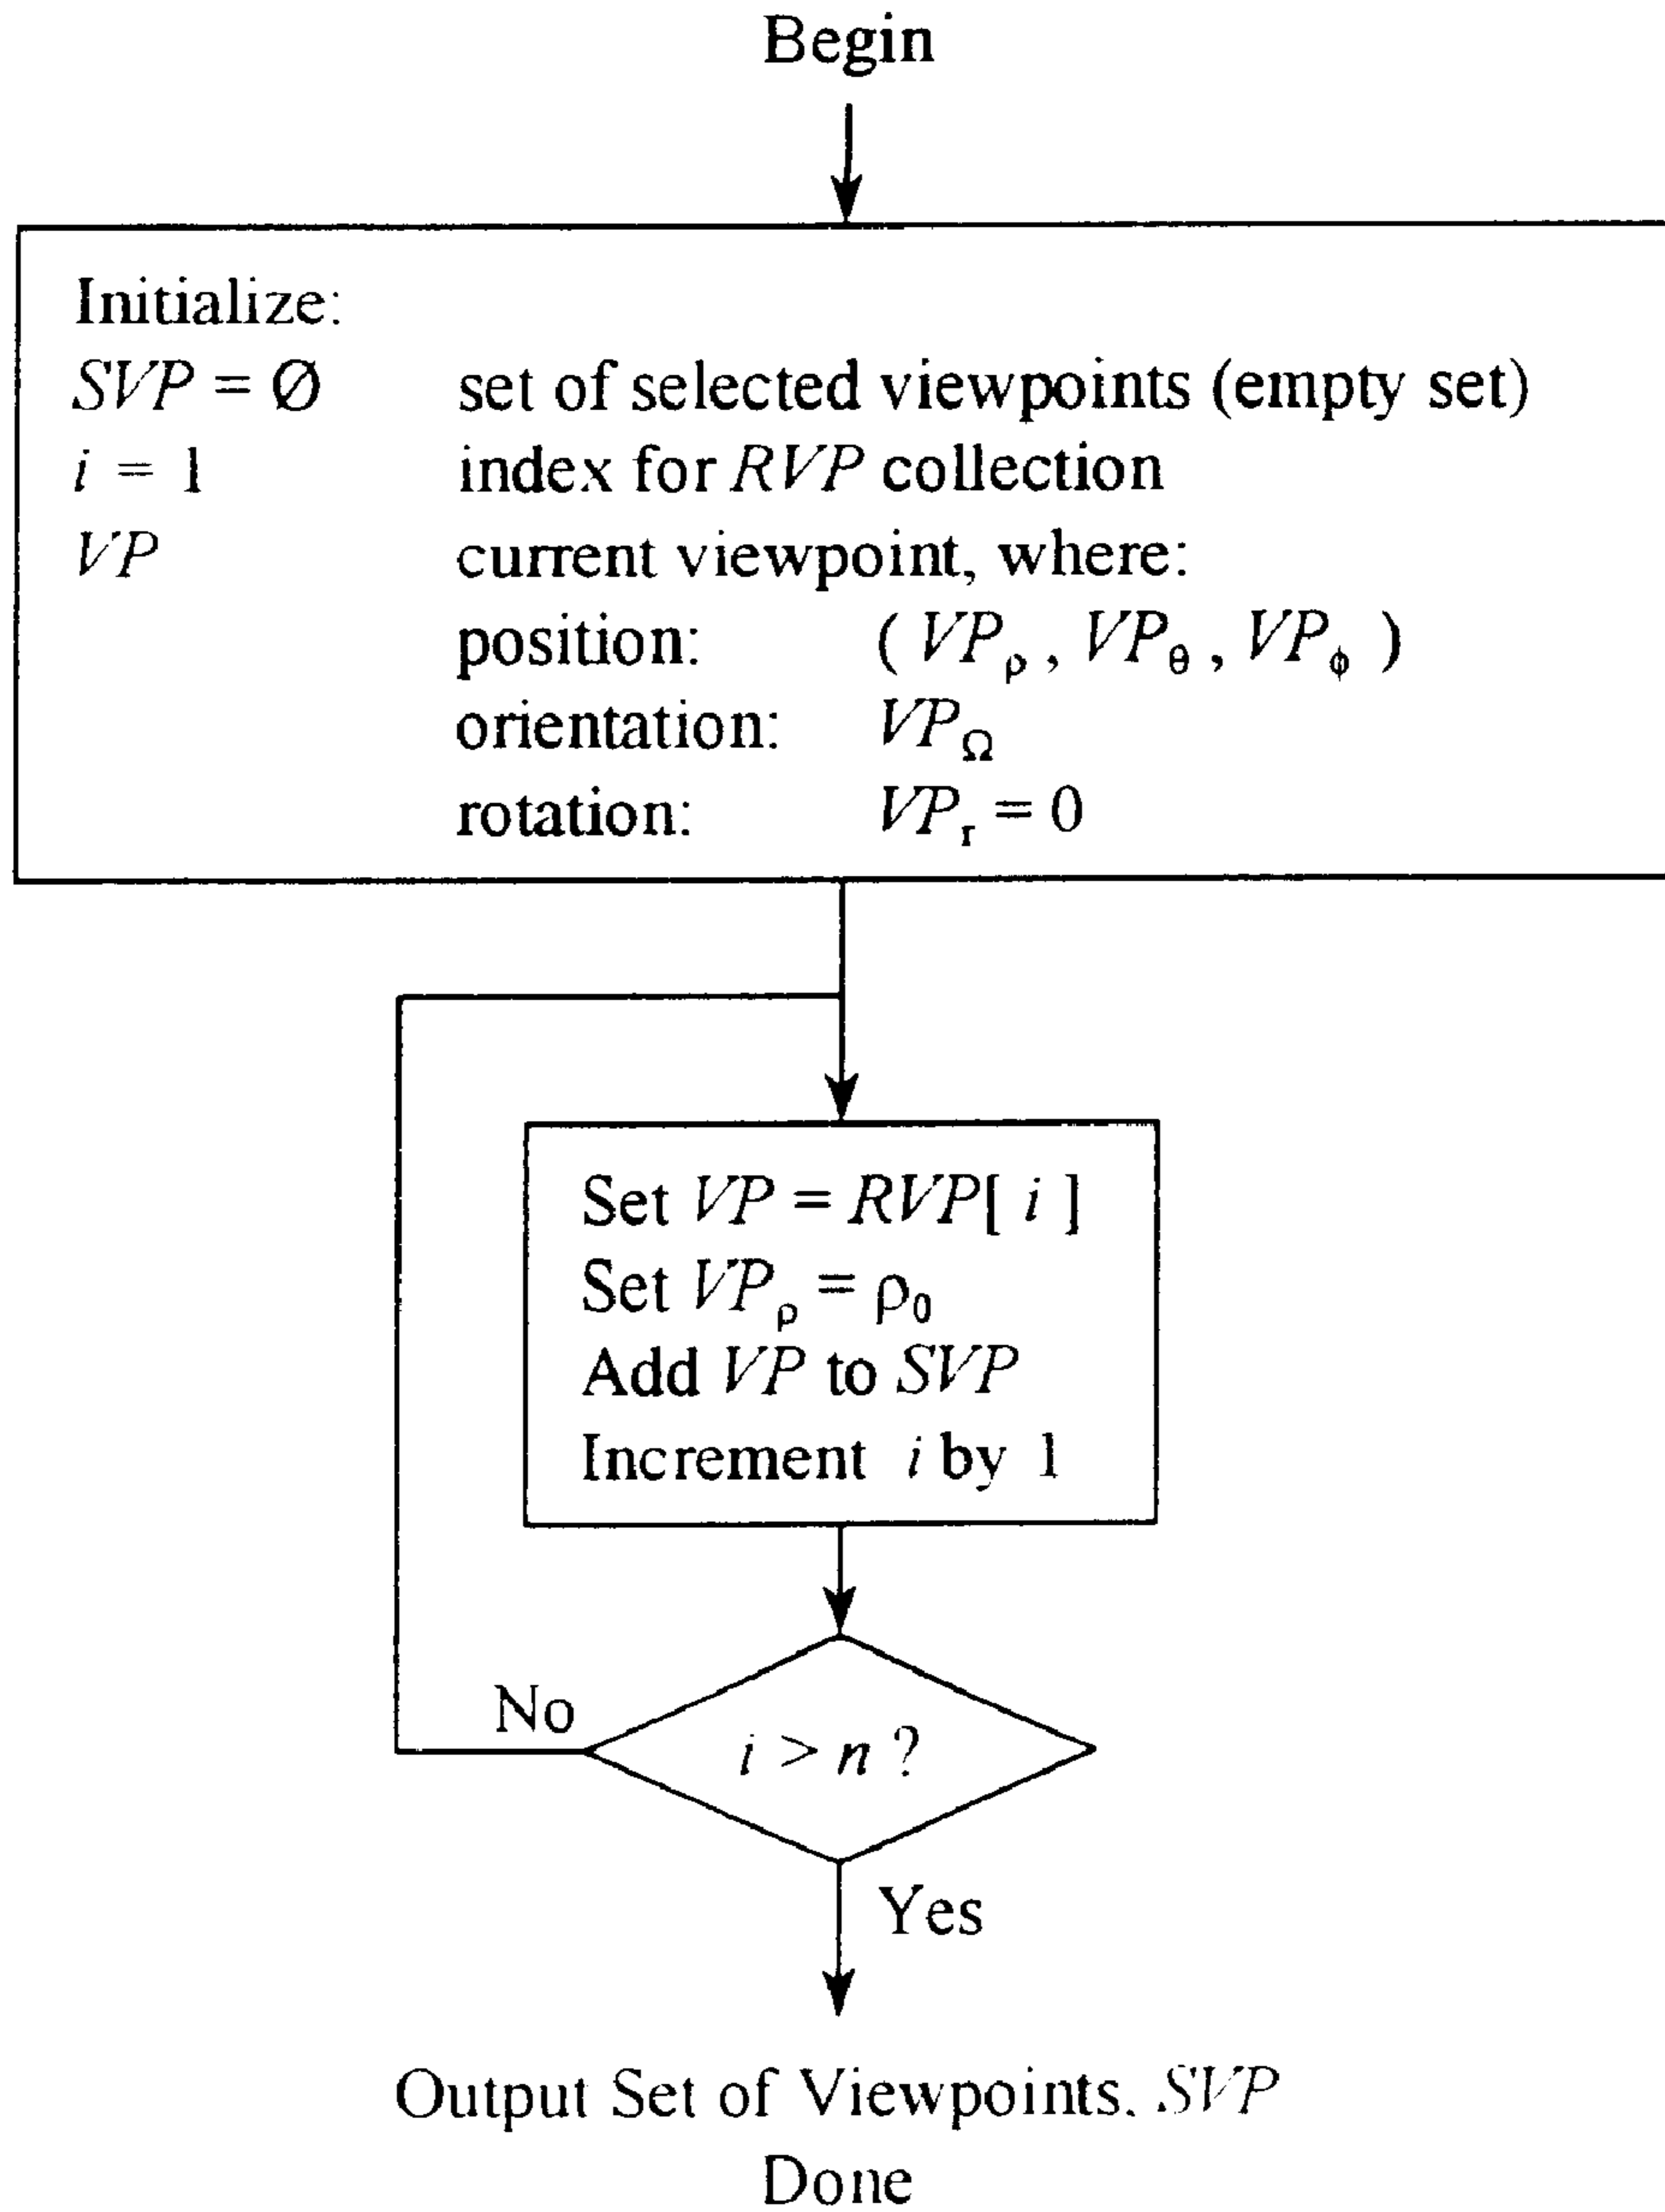 Begin
Initialize:
SVP = Ø set of selected viewpoints (empty set)
i = 1 index for RVP collection
VP current viewpoint, where:
position: ( VPρ , VPθ , VPϕ )
orientation: VPΩ
rotation: VPr = 0
Set VP = RVP[ i ]
Set VPρ = ρ0
Add VP to SVP
Increment i by 1
No
i > n ?
Yes
Output Set of Viewpoints. SVP
Done